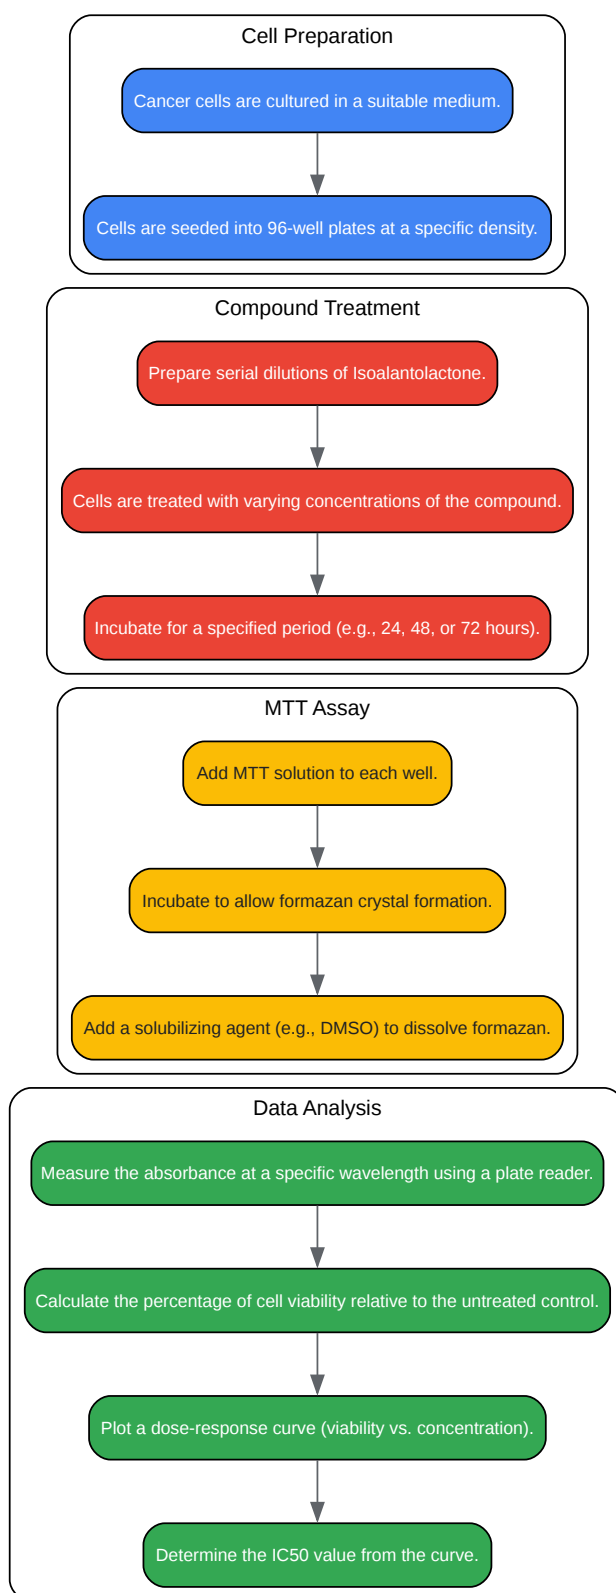 Cell Preparation
Cancer cells are cultured in a suitable medium.
Cells are seeded into 96-well plates at a specific density.
Compound Treatment
Prepare serial dilutions of Isoalantolactone.
Cells are treated with varying concentrations of the compound.
Incubate for a specified period (e.g., 24, 48, or 72 hours).
MTT Assay
Add MTT solution to each well.
Incubate to allow formazan crystal formation.
Add a solubilizing agent (e.g., DMSO) to dissolve formazan.
Data Analysis
Measure the absorbance at a specific wavelength using a plate reader.
Calculate the percentage of cell viability relative to the untreated control.
Plot a dose-response curve (viability vs. concentration).
Determine the IC50 value from the curve.